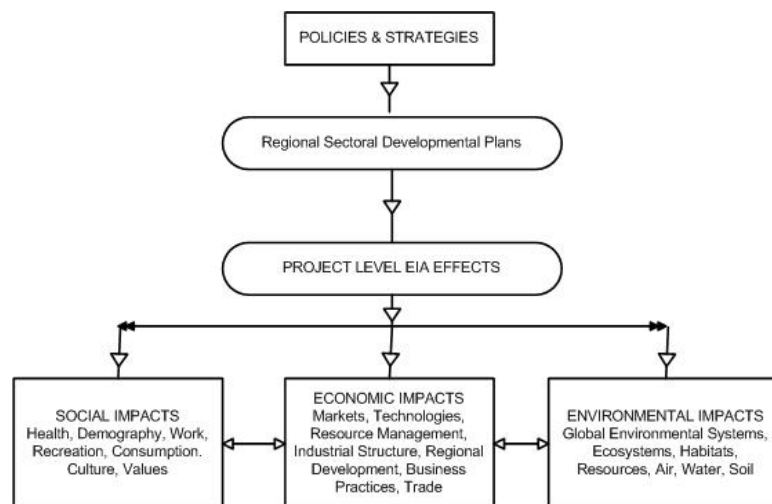 POLICIES & STRATEGIES
Regional Sectoral Developmental Plans
PROJECT LEVEL EIA EFFECTS
SOCIAL IMPACTS
Health, Demography, Work,
Recreation, Consumption.
Culture, Values
ECONOMIC IMPACTS
Markets, Technologies,
Resource Management,
Industrial Structure, Regional
Development, Business
Practices, Trade
ENVIRONMENTAL IMPACTS
Global Environmental Systems,
Ecosystems, Habitats,
Resources, Air, Water, Soil